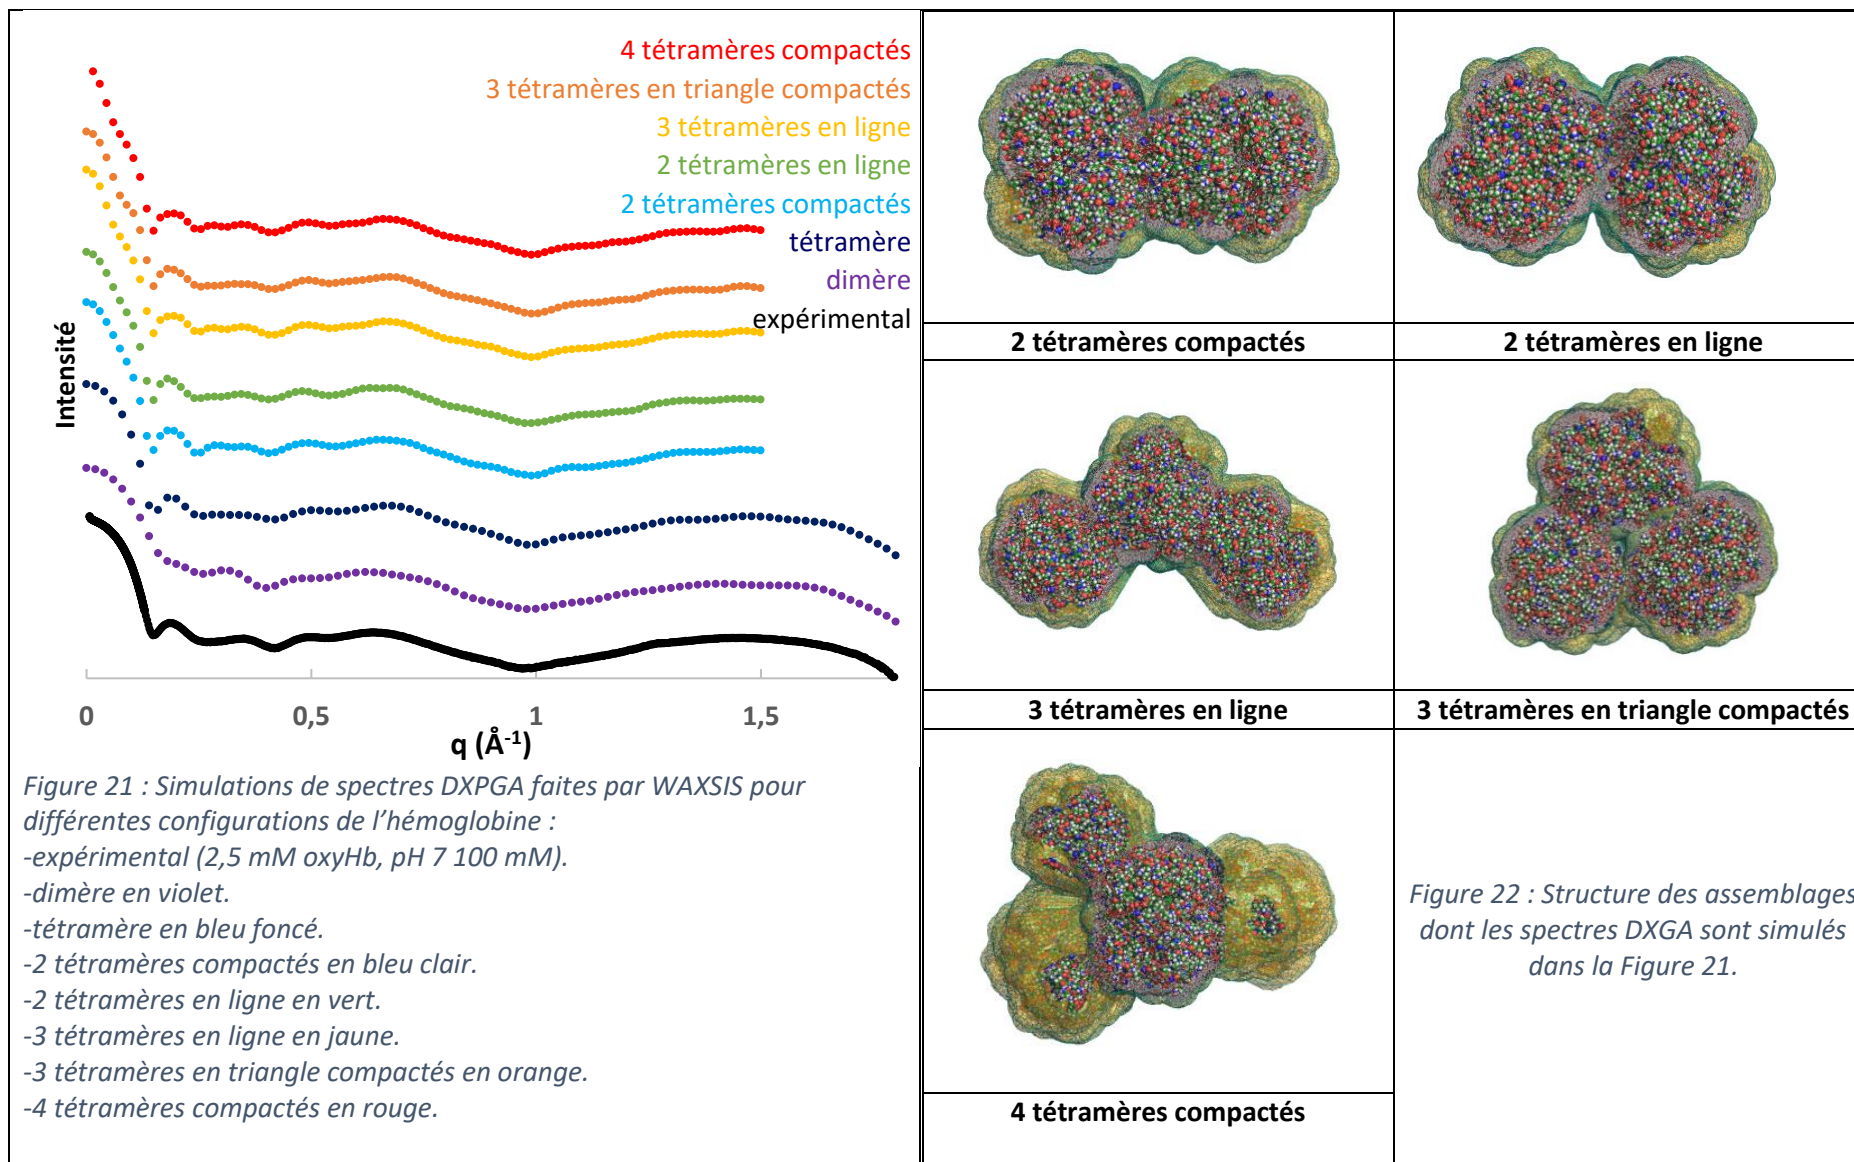 4 tétramères compactés
3 tétramères en triangle compactés
3 tétramères en ligne
2 tétramères en ligne
2 tétramères compactés
tétramère
dimère
expérimental
Intensité
0
0,5
1
1,5
q (Å⁻¹)
Figure 21 : Simulations de spectres DXPGA faites par WAXSIS pour
différentes configurations de l’hémoglobine :
-expérimental (2,5 mM oxyHb, pH 7 100 mM).
-dimère en violet.
-tétramère en bleu foncé.
-2 tétramères compactés en bleu clair.
-2 tétramères en ligne en vert.
-3 tétramères en ligne en jaune.
-3 tétramères en triangle compactés en orange.
-4 tétramères compactés en rouge.
2 tétramères compactés
2 tétramères en ligne
3 tétramères en ligne
3 tétramères en triangle compactés
4 tétramères compactés
Figure 22 : Structure des assemblages
dont les spectres DXGA sont simulés
dans la Figure 21.